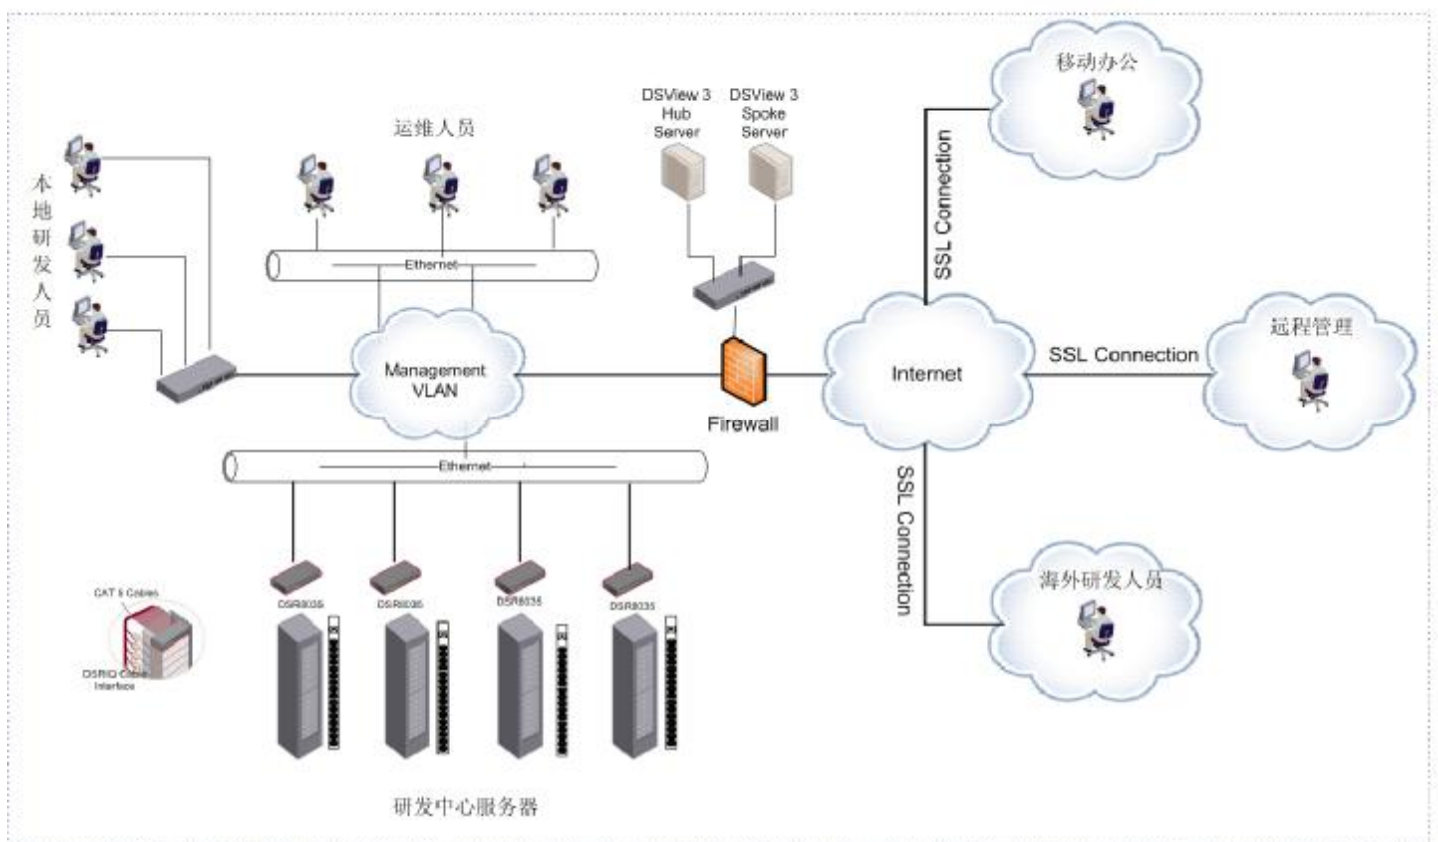 移动办公
DSView 3
Hub
Server
DSView 3
Spoke
Server
运维人员
本地研发人员
SSL Connection
Ethernet
远程管理
SSL Connection
Management
VLAN
Internet
Firewall
Ethernet
SSL Connection
海外研发人员
CAT 5 Cables
DSR8035
DSR8035
DSR8035
DSR8035
DSRIQ Cable
Interface
研发中心服务器